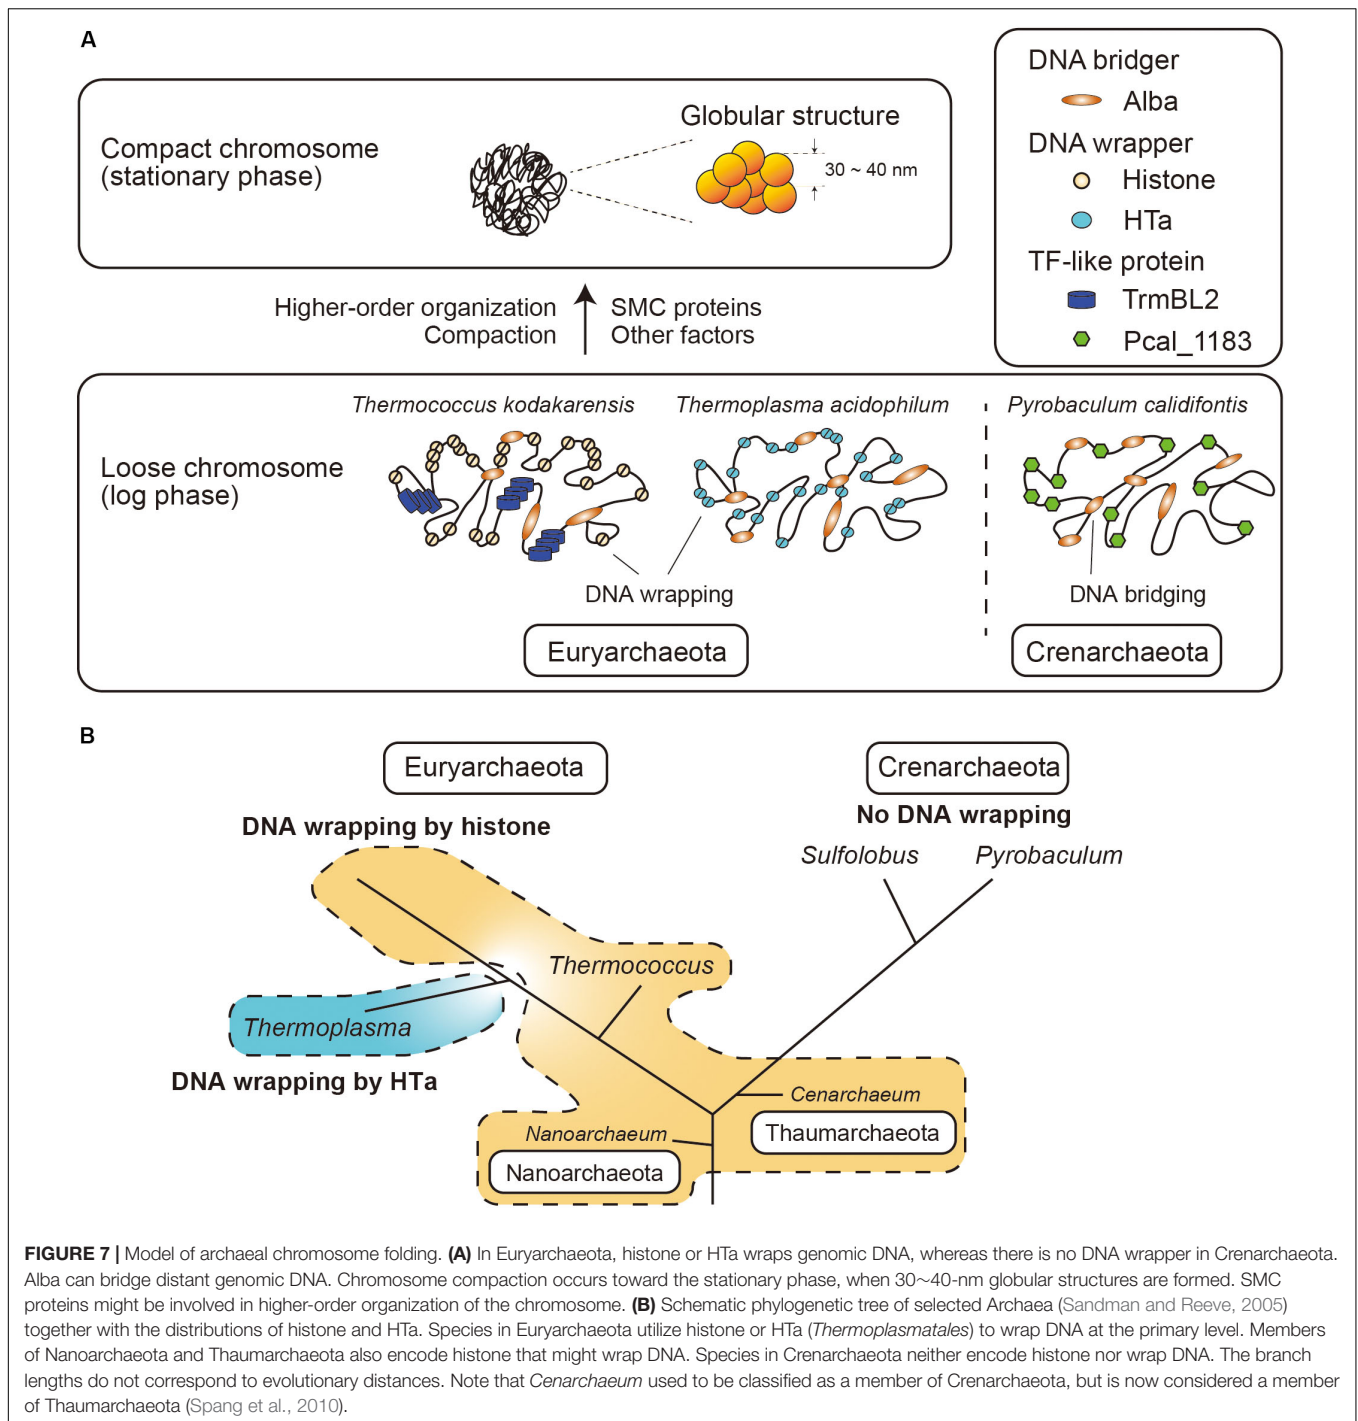 A
Compact chromosome
(stationary phase)
Globular structure
30 ~ 40 nm
DNA bridger
Alba
DNA wrapper
Histone
HTa
TF-like protein
TrmBL2
Pcal_1183
Higher-order organization
Compaction
SMC proteins
Other factors
Loose chromosome
(log phase)
Thermococcus kodakarensis
Thermoplasma acidophilum
Pyrobaculum calidifontis
DNA wrapping
DNA bridging
Euryarchaeota
Crenarchaeota
B
Euryarchaeota
Crenarchaeota
DNA wrapping by histone
No DNA wrapping
Sulfolobus
Pyrobaculum
Thermococcus
Thermoplasma
DNA wrapping by HTa
Cenarchaeum
Thaumarchaeota
Nanoarchaeum
Nanoarchaeota
FIGURE 7 | Model of archaeal chromosome folding. (A) In Euryarchaeota, histone or HTa wraps genomic DNA, whereas there is no DNA wrapper in Crenarchaeota.
Alba can bridge distant genomic DNA. Chromosome compaction occurs toward the stationary phase, when 30~40-nm globular structures are formed. SMC
proteins might be involved in higher-order organization of the chromosome. (B) Schematic phylogenetic tree of selected Archaea (Sandman and Reeve, 2005)
together with the distributions of histone and HTa. Species in Euryarchaeota utilize histone or HTa (Thermoplasmatales) to wrap DNA at the primary level. Members
of Nanoarchaeota and Thaumarchaeota also encode histone that might wrap DNA. Species in Crenarchaeota neither encode histone nor wrap DNA. The branch
lengths do not correspond to evolutionary distances. Note that Cenarchaeum used to be classified as a member of Crenarchaeota, but is now considered a member
of Thaumarchaeota (Spang et al., 2010).